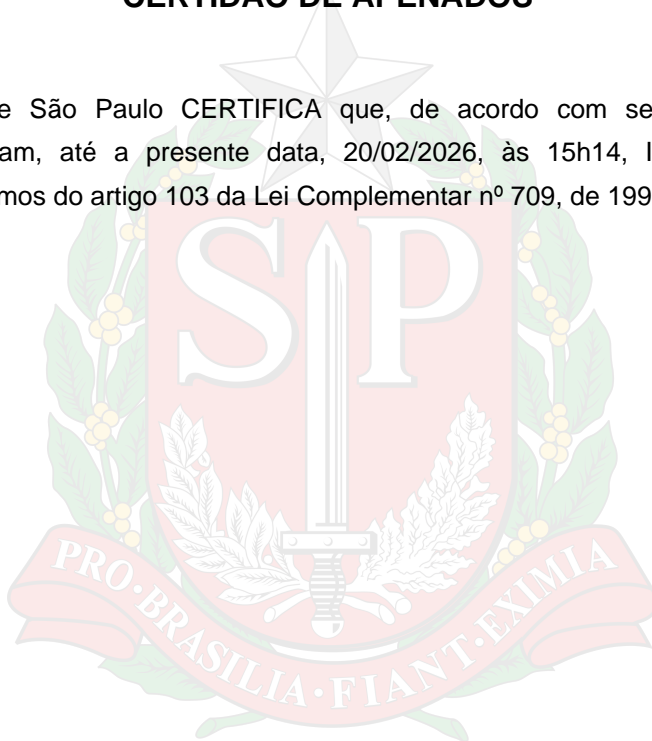 CERTIDÃO DE APENADOS
e São Paulo CERTIFICA que, de acordo com se
am, até a presente data, 20/02/2026, às 15h14, I
mos do artigo 103 da Lei Complementar nº 709, de 199
SP
PRO·BRASILIA·FIANT·EXIMIA